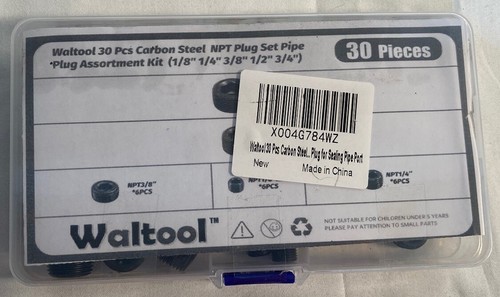 Waltool 30 Pcs Carbon Steel NPT Plug Set Pipe
*Plug Assortment Kit (1/8" 1/4" 3/8" 1/2" 3/4")
30 Pieces
X004G784WZ
Waltool 30 Pcs Carbon Steel... Plug for Sealing Pipe Port
New
Made in China
NPT3/8"
*6PCS
*6PCS
NPT1/4"
*6PCS
Waltool™
NOT SUITABLE FOR CHILDREN UNDER 5 YEARS
PLEASE PAY ATTENTION TO SMALL PARTS